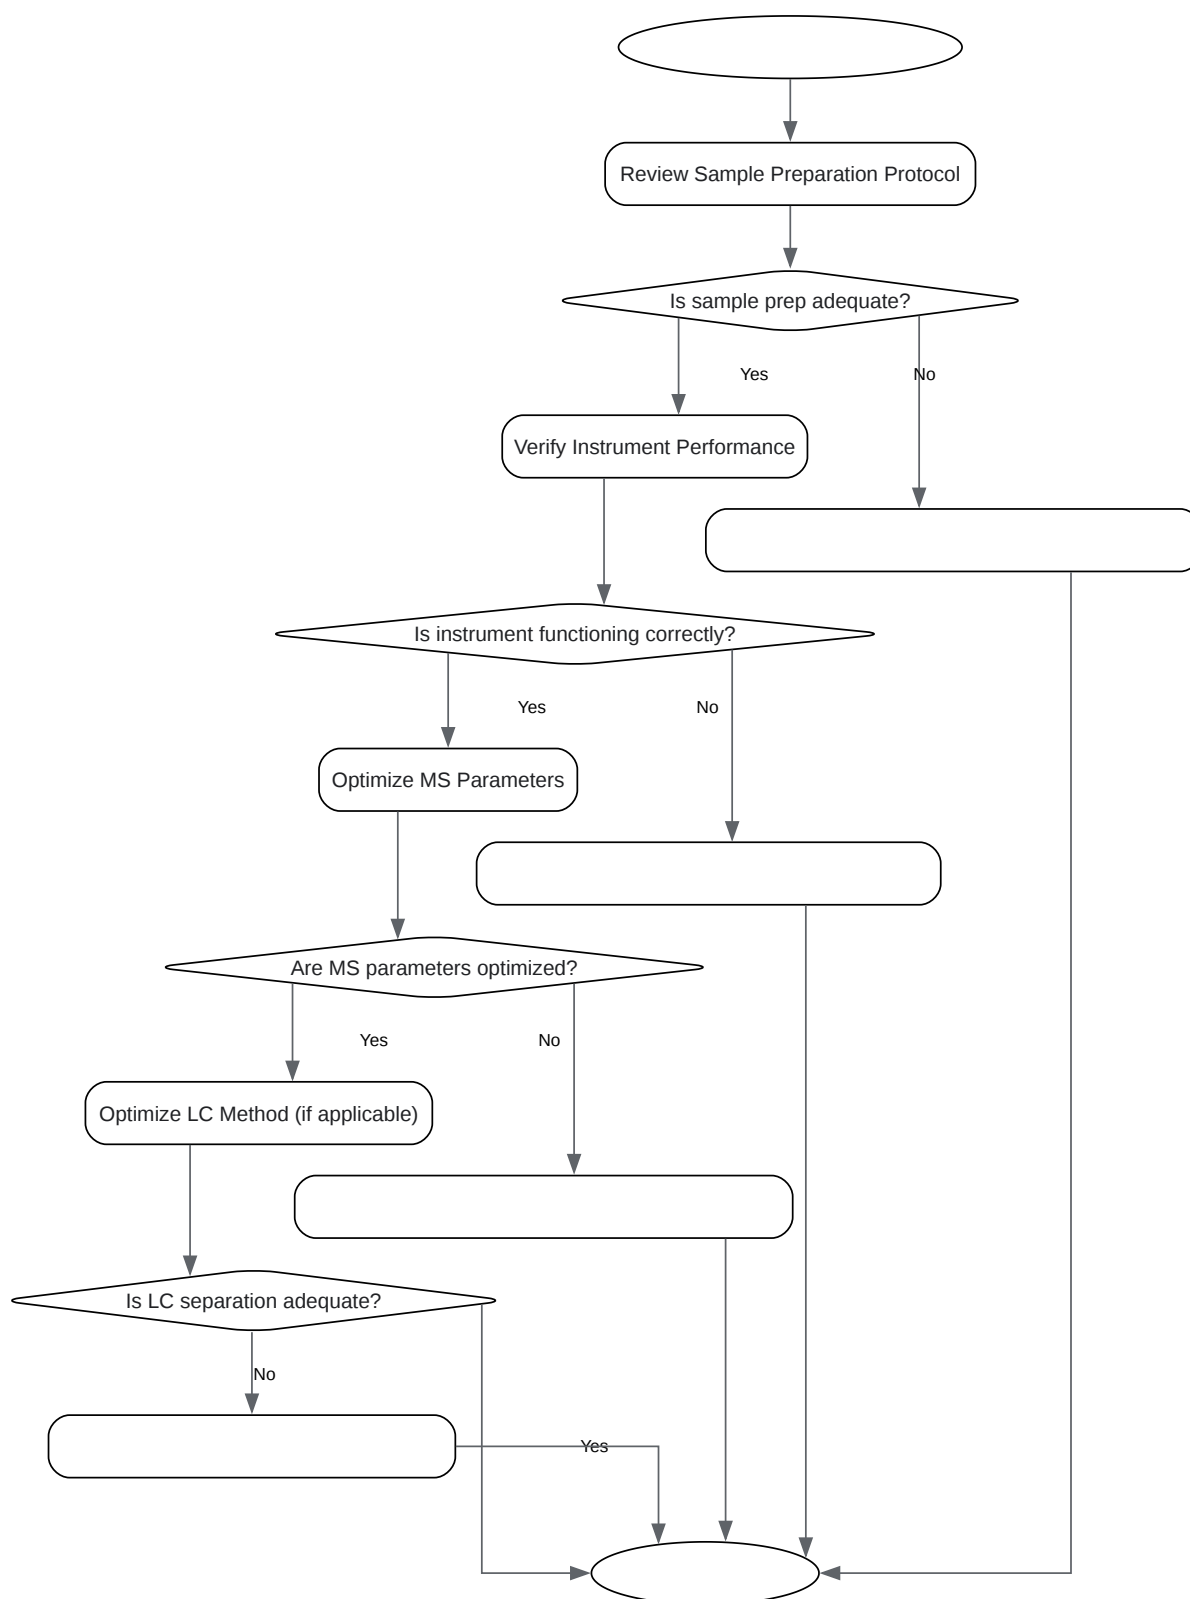 Review Sample Preparation Protocol
Is sample prep adequate?
Yes
No
Verify Instrument Performance
Is instrument functioning correctly?
Yes
No
Optimize MS Parameters
Are MS parameters optimized?
Yes
No
Optimize LC Method (if applicable)
Is LC separation adequate?
No
Yes